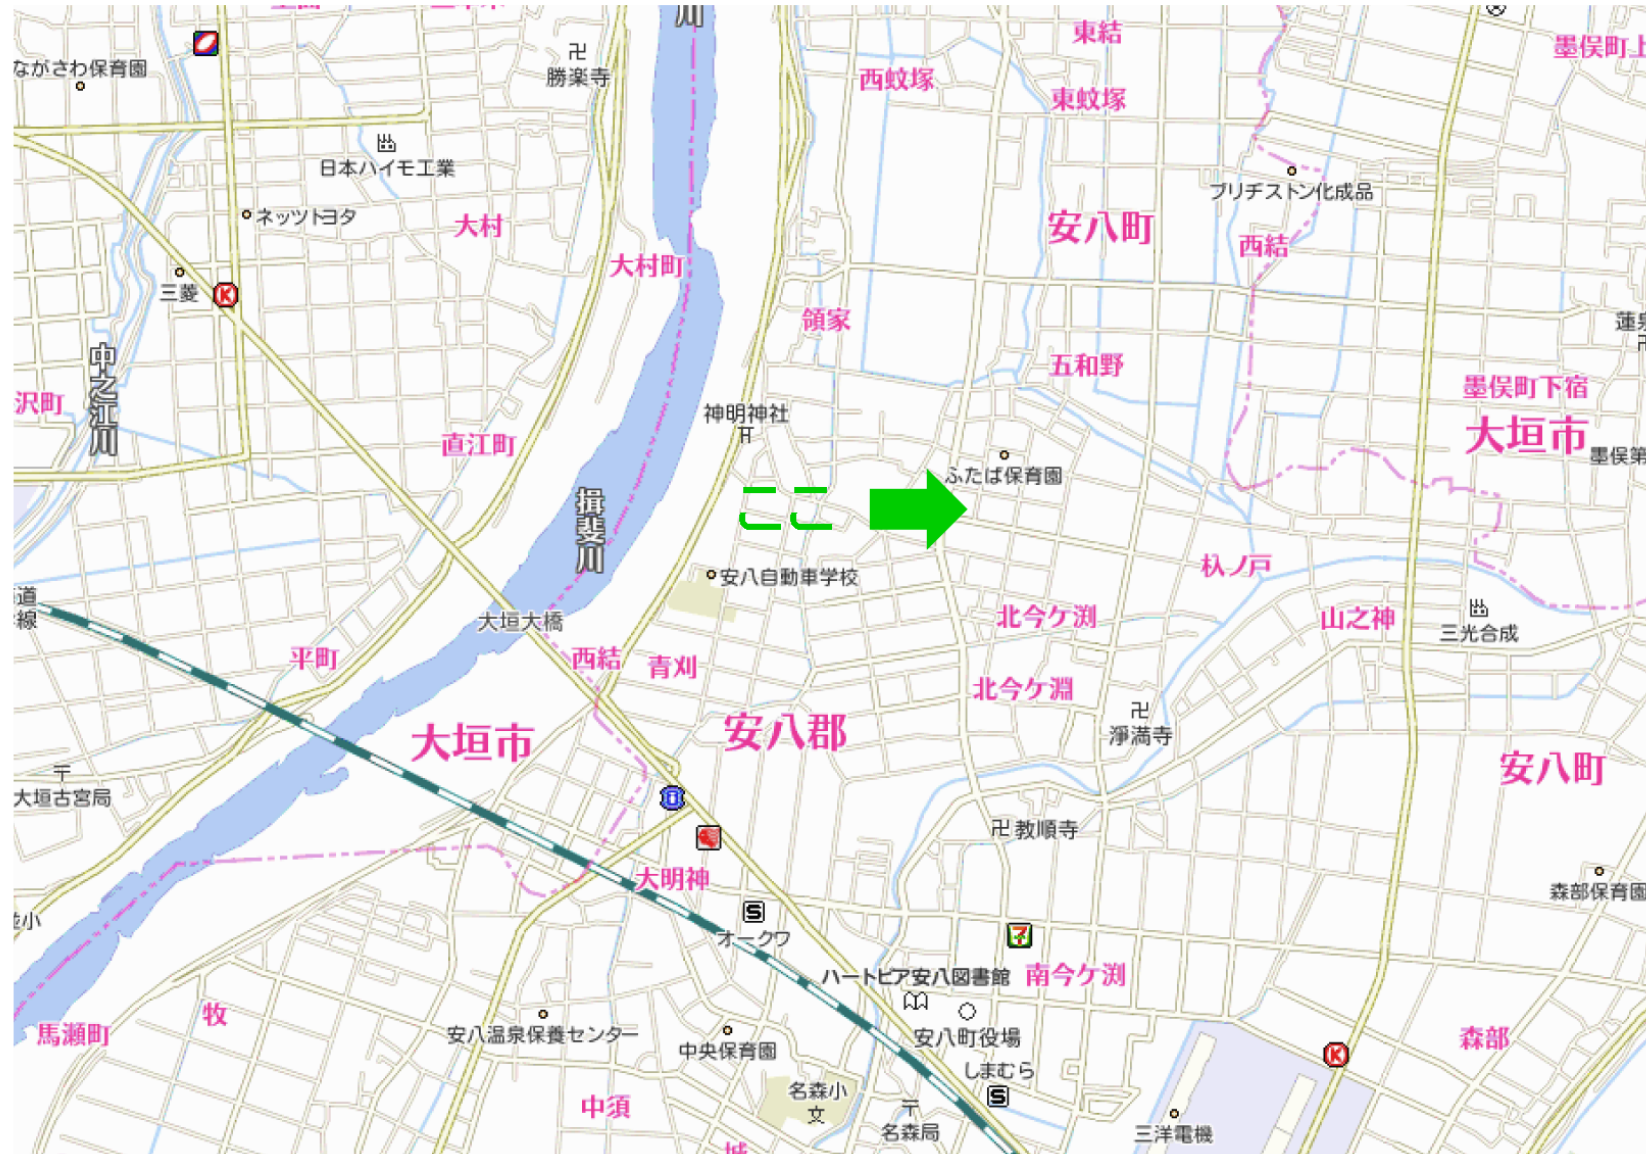 川
東結
墨俣町上
勝楽寺
ながさわ保育園
西蚊塚
東蚊塚
日本ハイモ工業
ブリヂストン化成品
ネッツトヨタ
大村
安八町
西結
大村町
三菱
K
領家
中之江川
五和野
墨俣町下宿
沢町
神明神社
大垣市
直江町
墨俣第
ふたば保育園
ここ
揖斐川
安八自動車学校
杁ノ戸
道
線
大垣大橋
北今ケ渕
山之神
三光合成
平町
西結
青刈
北今ケ淵
大垣市
安八郡
淨満寺
安八町
大垣古宮局
教順寺
大明神
森部保育園
小
S
オークワ
7
ハートピア安八図書館
南今ケ渕
牧
馬瀬町
安八温泉保養センター
中央保育園
安八町役場
森部
K
しまむら
S
名森小
文
中須
名森局
三洋電機